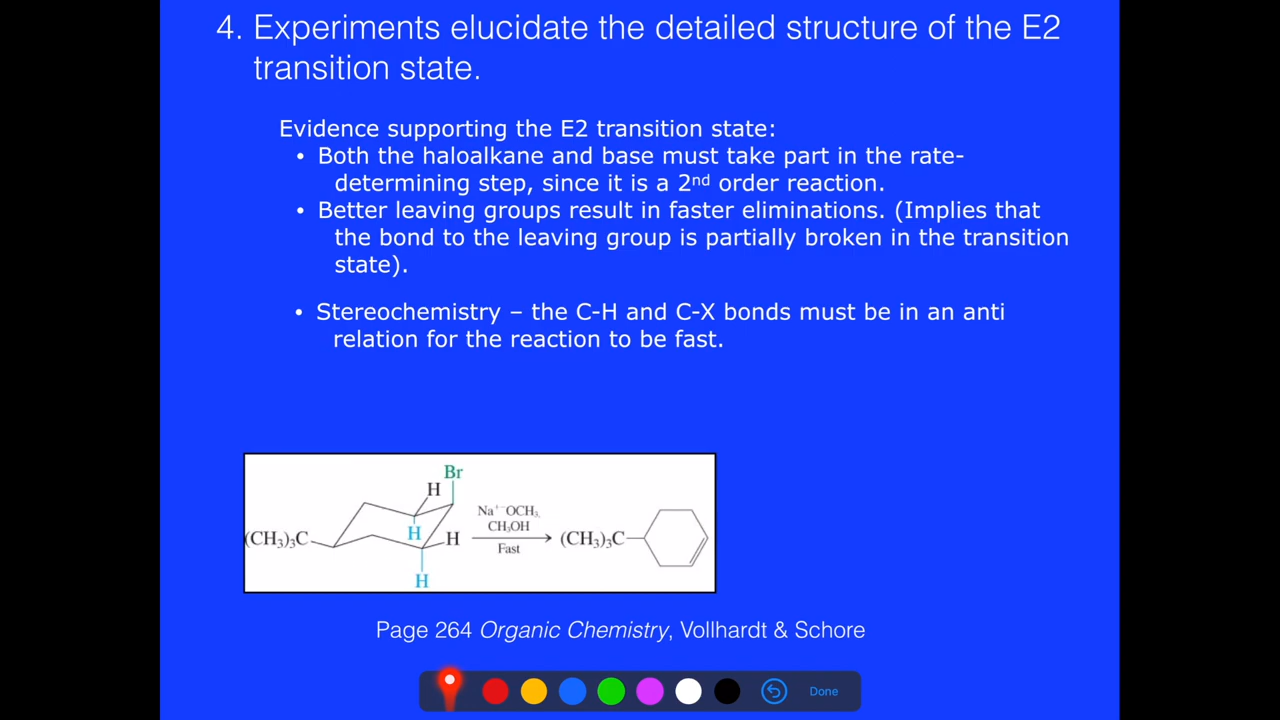 4. Experiments elucidate the detailed structure of the E2
transition state.
Evidence supporting the E2 transition state:
• Both the haloalkane and base must take part in the rate-
determining step, since it is a 2nd order reaction.
• Better leaving groups result in faster eliminations. (Implies that
the bond to the leaving group is partially broken in the transition
state).
• Stereochemistry – the C-H and C-X bonds must be in an anti
relation for the reaction to be fast.
Br
H
Na⁺⁻OCH₃,
CH₃OH
H
(CH₃)₃C
H
Fast
(CH₃)₃C
H
Page 264 Organic Chemistry, Vollhardt & Schore
Done